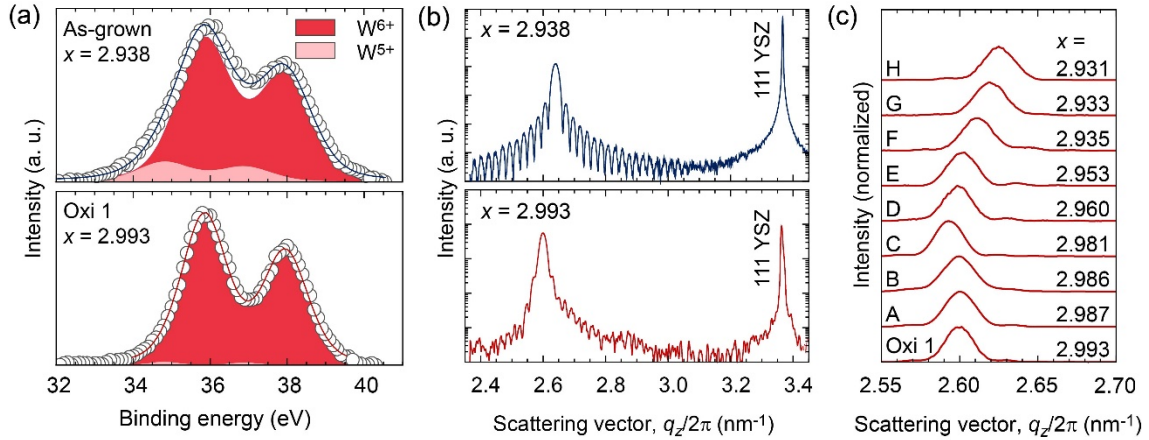 (a)
As-grown
x = 2.938
W⁶⁺
W⁵⁺
Oxi 1
x = 2.993
Intensity (a. u.)
32 34 36 38 40
Binding energy (eV)
(b)
x = 2.938
111 YSZ
x = 2.993
111 YSZ
Intensity (a. u.)
2.4 2.6 2.8 3.0 3.2 3.4
Scattering vector, qz/2π (nm⁻¹)
(c)
x =
H 2.931
G 2.933
F 2.935
E 2.953
D 2.960
C 2.981
B 2.986
A 2.987
Oxi 1 2.993
Intensity (normalized)
2.55 2.60 2.65 2.70
Scattering vector, qz/2π (nm⁻¹)